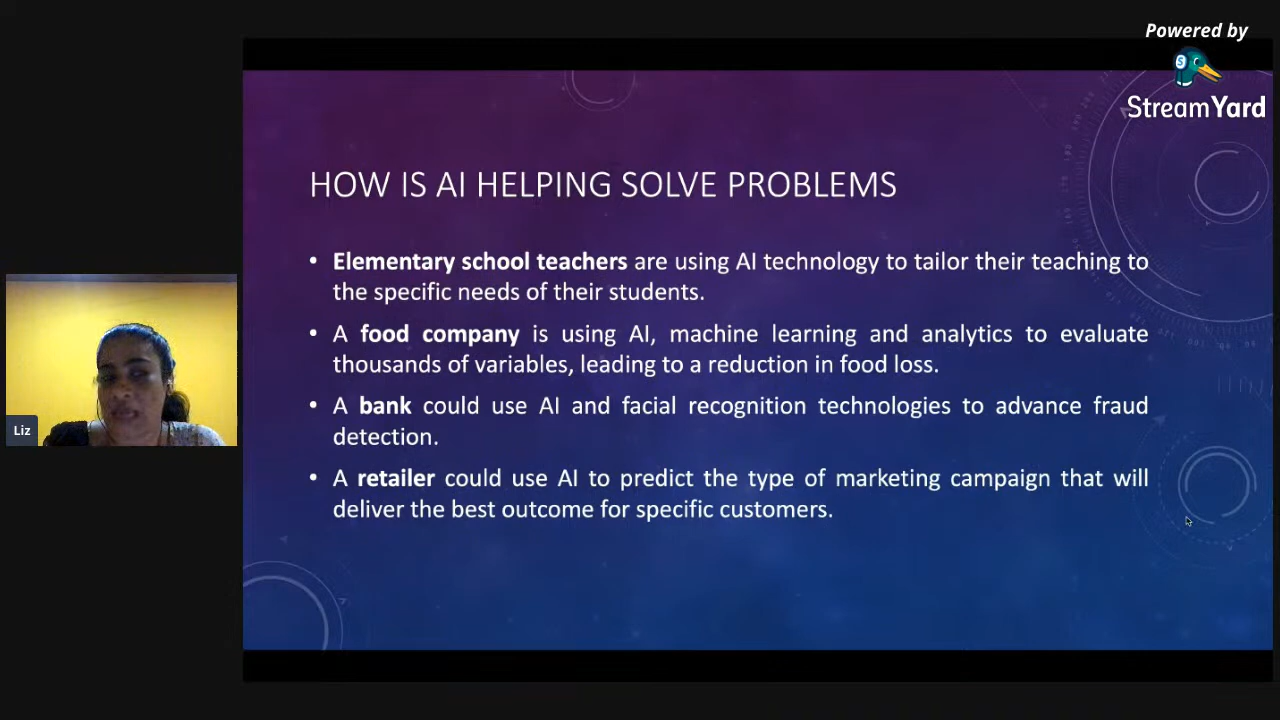 Powered by
StreamYard
HOW IS AI HELPING SOLVE PROBLEMS
• Elementary school teachers are using AI technology to tailor their teaching to
the specific needs of their students.
• A food company is using AI, machine learning and analytics to evaluate
thousands of variables, leading to a reduction in food loss.
• A bank could use AI and facial recognition technologies to advance fraud
detection.
• A retailer could use AI to predict the type of marketing campaign that will
deliver the best outcome for specific customers.
Liz